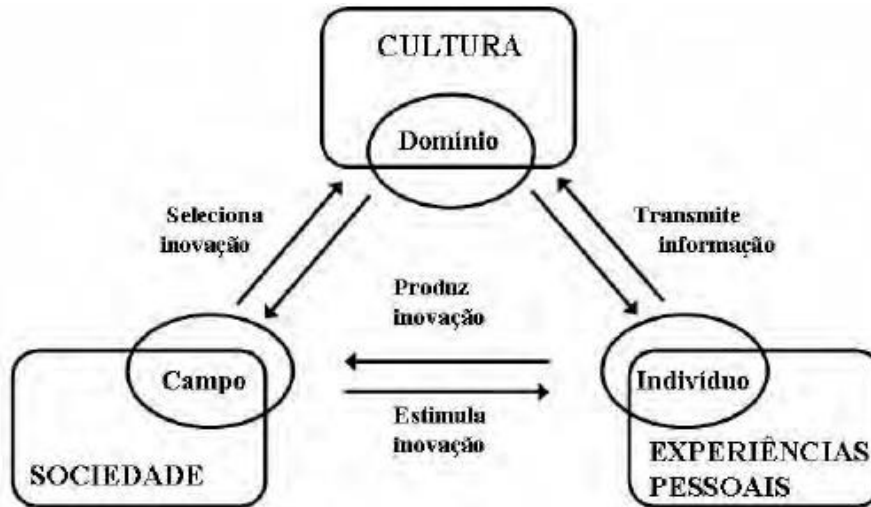 CULTURA
Domínio
Seleciona
inovação
Transmite
informação
Produz
inovação
Campo
Indivíduo
Estimula
inovação
SOCIEDADE
EXPERIÊNCIAS
PESSOAIS